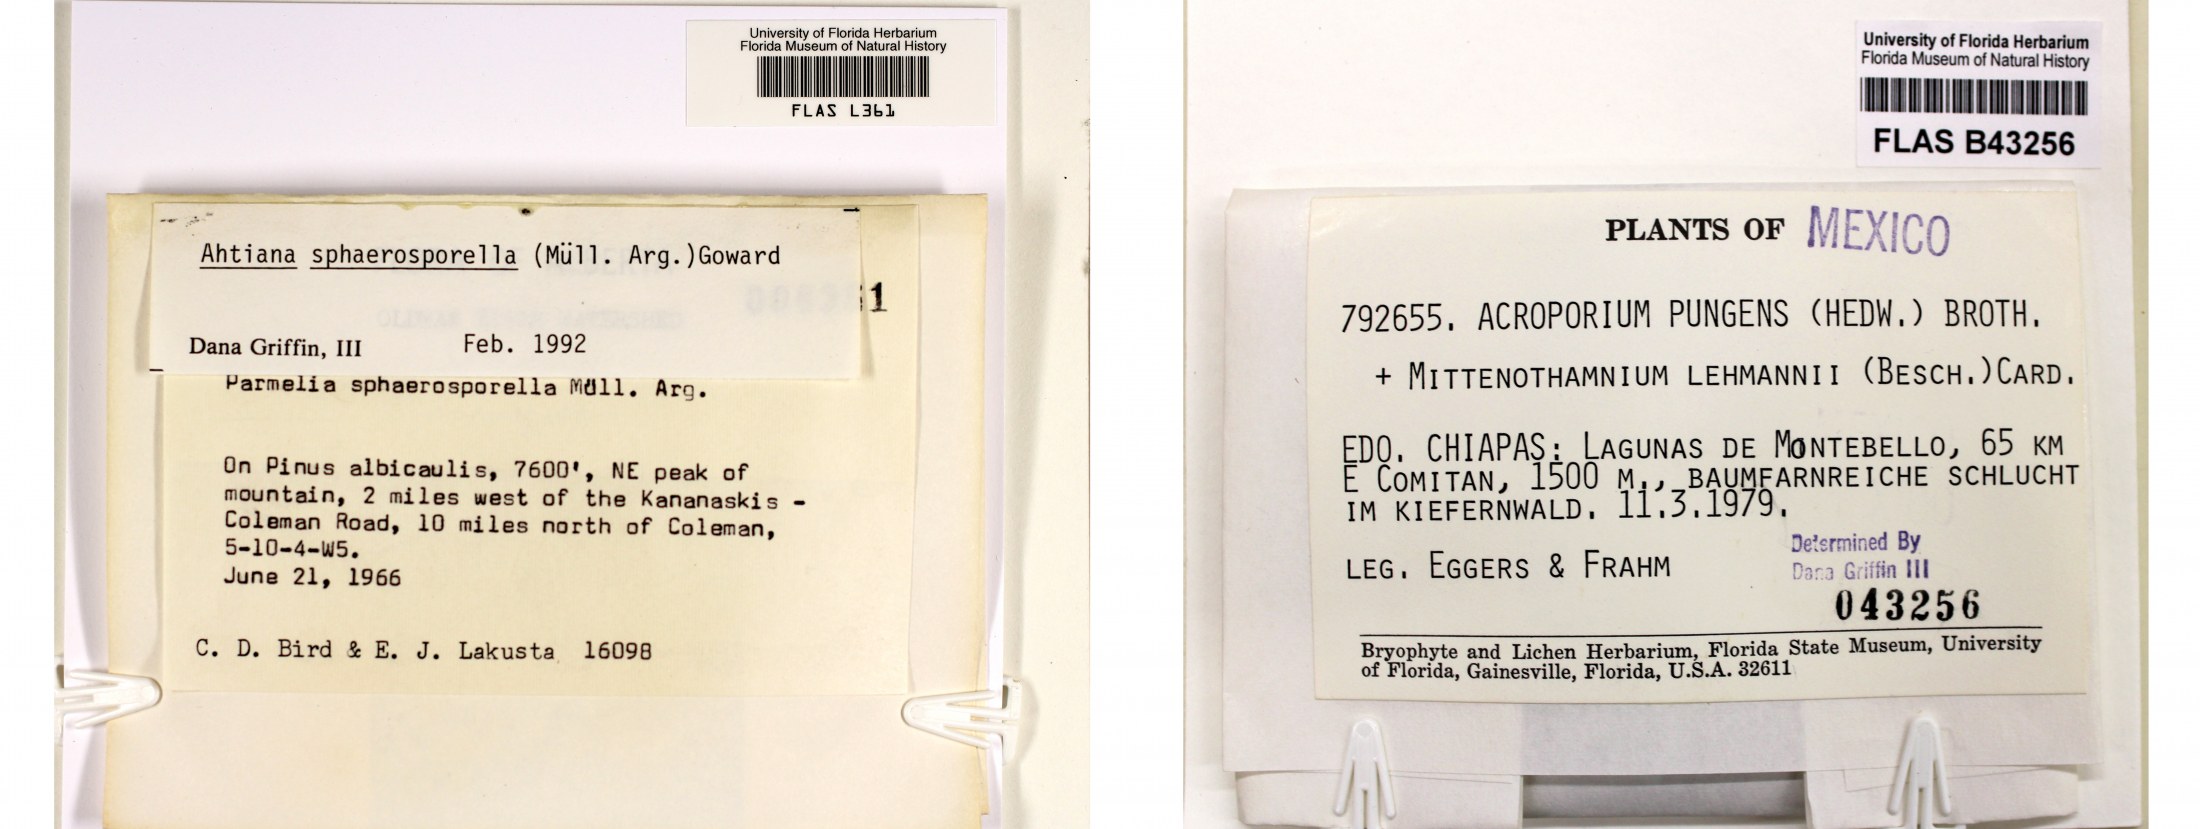 University of Florida Herbarium
Florida Museum of Natural History
FLAS L361
Ahtiana sphaerosporella (Müll. Arg.)Goward
1
Dana Griffin, III Feb. 1992
Parmelia sphaerosporella Müll. Arg.
On Pinus albicaulis, 7600', NE peak of
mountain, 2 miles west of the Kananaskis -
Coleman Road, 10 miles north of Coleman,
5-10-4-W5.
June 21, 1966
C. D. Bird & E. J. Lakusta 16098
University of Florida Herbarium
Florida Museum of Natural History
FLAS B43256
PLANTS OF MEXICO
792655. ACROPORIUM PUNGENS (HEDW.) BROTH.
+ MITTENOTHAMNIUM LEHMANNII (BESCH.)CARD.
EDO. CHIAPAS: LAGUNAS DE MONTEBELLO, 65 KM
E COMITAN, 1500 M., BAUMFARNREICHE SCHLUCHT
IM KIEFERNWALD. 11.3.1979.
LEG. EGGERS & FRAHM
Determined By
Dana Griffin III
043256
Bryophyte and Lichen Herbarium, Florida State Museum, University
of Florida, Gainesville, Florida, U.S.A. 32611